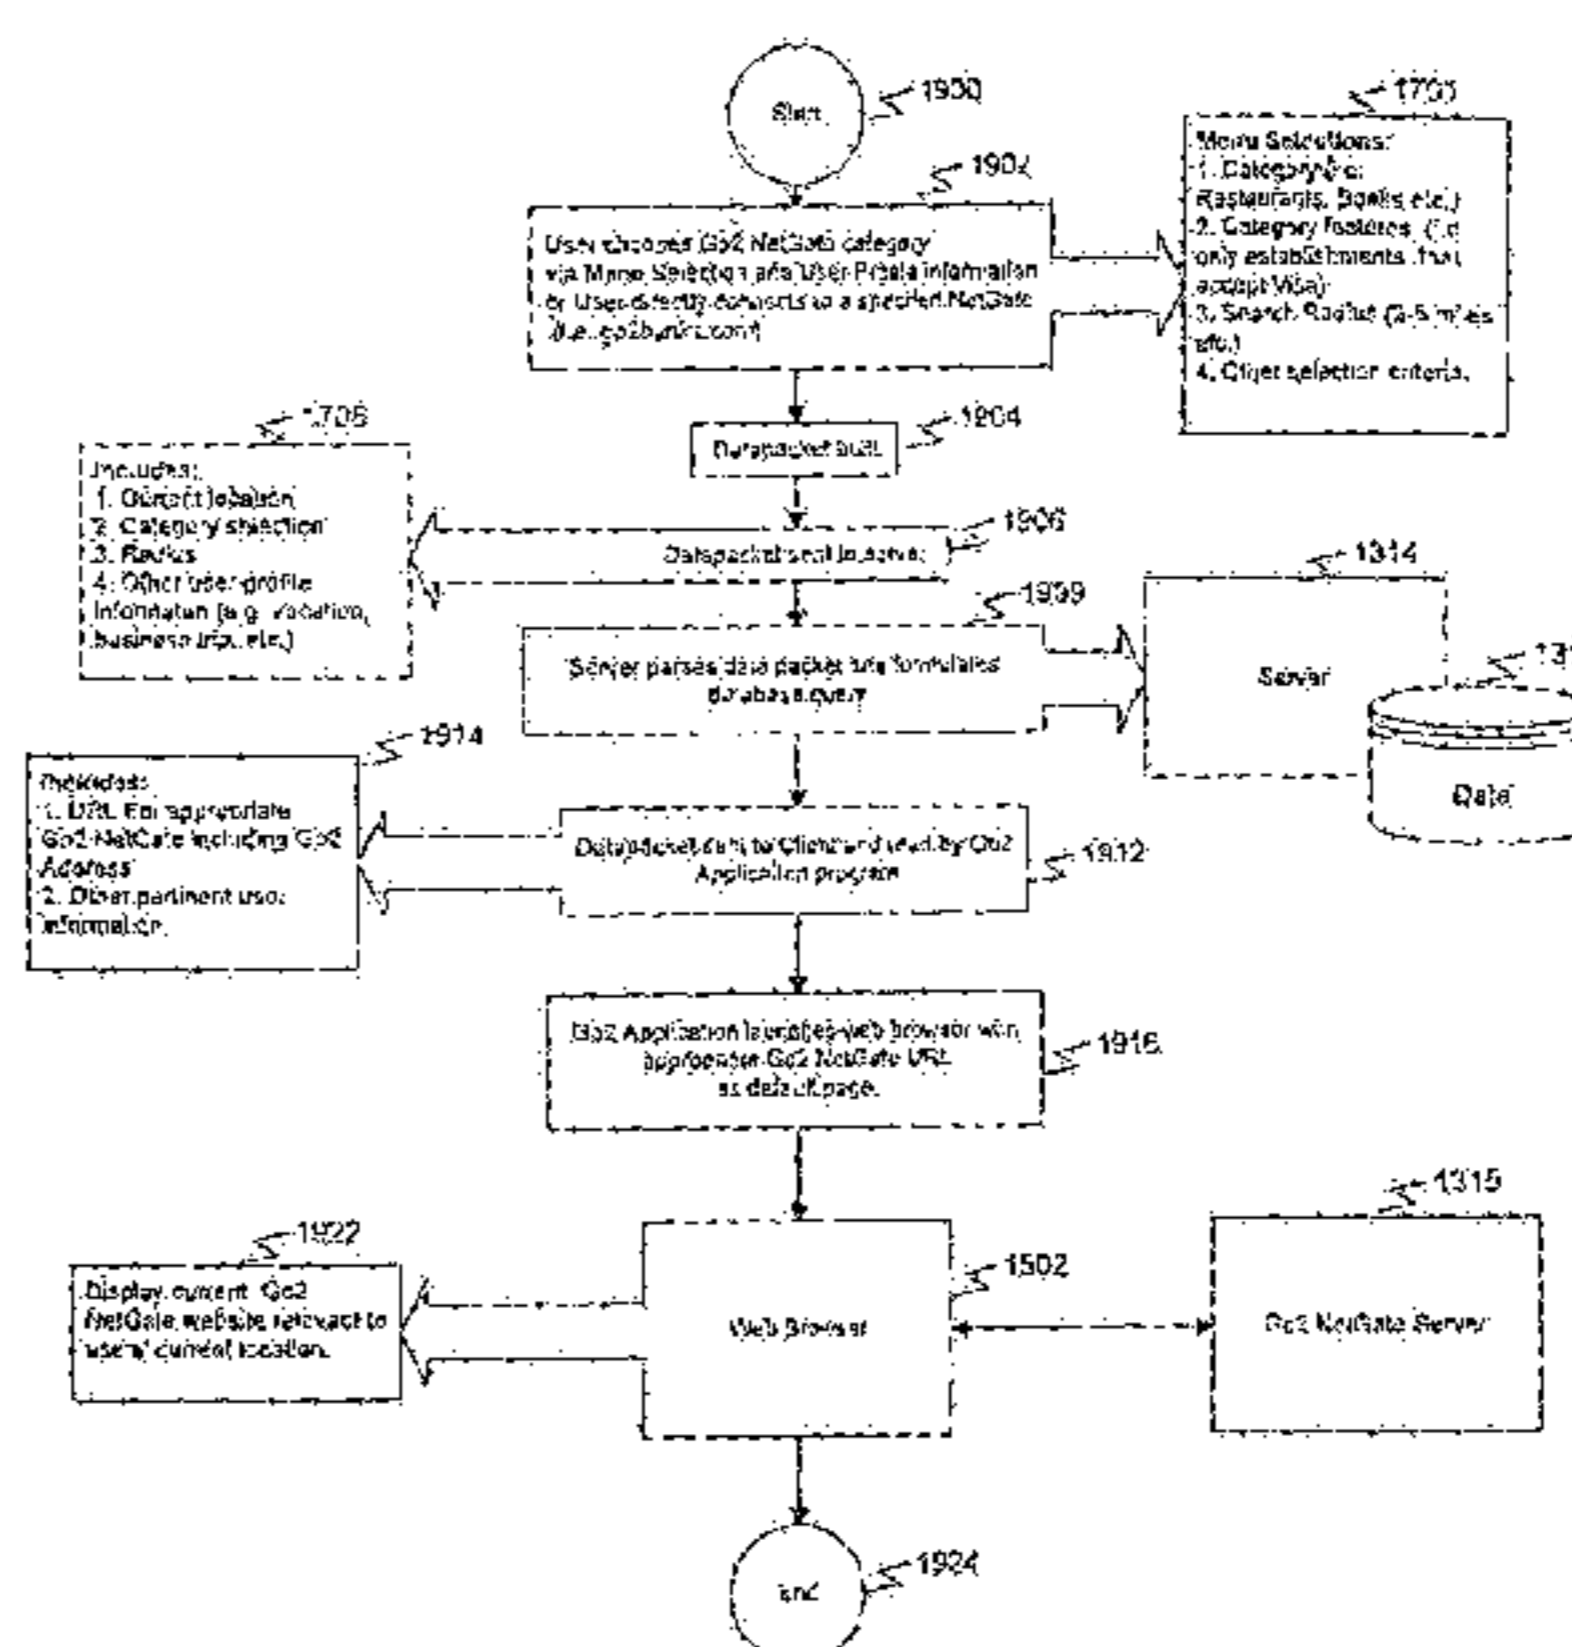 1900
Start
1902
User chooses Go2 NetGate category
via Menu Selection and User Profile information
or User directly connects to a specified NetGate
Menu Selections:
1. Category
Restaurants, Banks etc.)
2. Category features
only establishments that
accept Visa)
3. Search Radius (2-5 miles
etc.)
4. Other selection criteria.
1904
Datapacket built
1708
Includes:
1. Current location
2. Category selection
3. Radius
4. Other user profile
information (e.g. vacation,
business trip, etc.)
1906
Datapacket sent to server
Server parses data packet and formulates
database query
1314
Server
Data
1914
Includes:
1. URL For appropriate
Go2 NetGate including Go2
Address
2. Other pertinent user
information
1912
Datapacket sent to Client and read by Go2
Application program
1916
Go2 Application launches web browser with
appropriate Go2 NetGate URL
as default page.
1922
Display current Go2
NetGate website relevant to
users' current location.
1502
Web Browser
1315
Go2 NetGate Server
1924
End